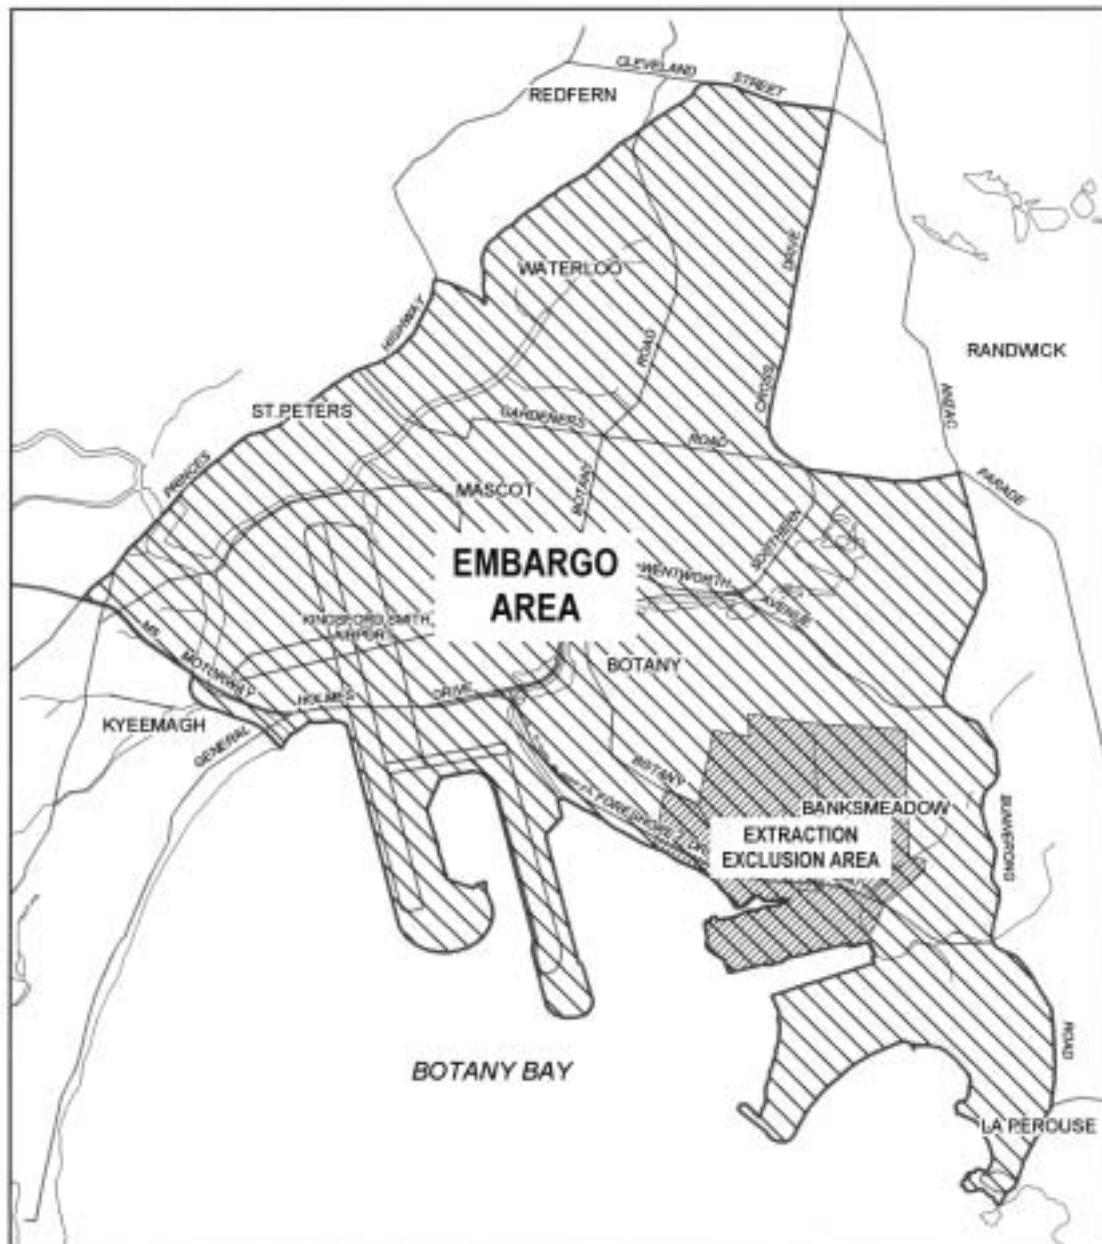 CLEVELAND
STREET
REDFERN
DRIVE
WATERLOO
HIGHWAY
ROAD
RANDWICK
CROSS
ANZAC
ST.PETERS
GARDENERS
ROAD
PRINCES
MASCOT
BOTANY
PARADE
SOUTHERN
EMBARGO
AREA
WENTWORTH
AVENUE
KINGSFORD SMITH
AIRPORT
M5
MOTORWAY
BOTANY
HOLMES
DRIVE
KYEEMAGH
GENERAL
BOTANY
FORESHORE
BANKSMEADOW
BUNNERONG
EXTRACTION
EXCLUSION AREA
ROAD
BOTANY BAY
LA PEROUSE